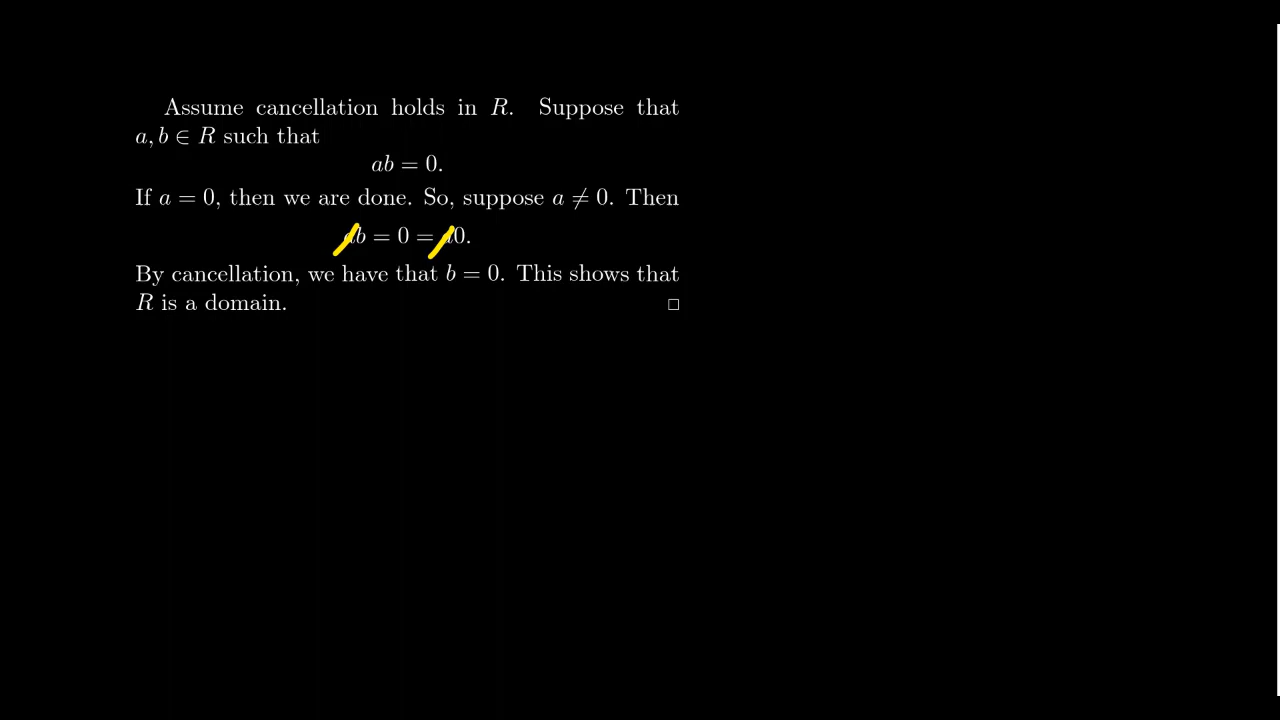 Assume cancellation holds in R. Suppose that
a, b ∈ R such that
ab = 0.
If a = 0, then we are done. So, suppose a ≠ 0. Then
ab = 0 = a0.
By cancellation, we have that b = 0. This shows that
R is a domain. □